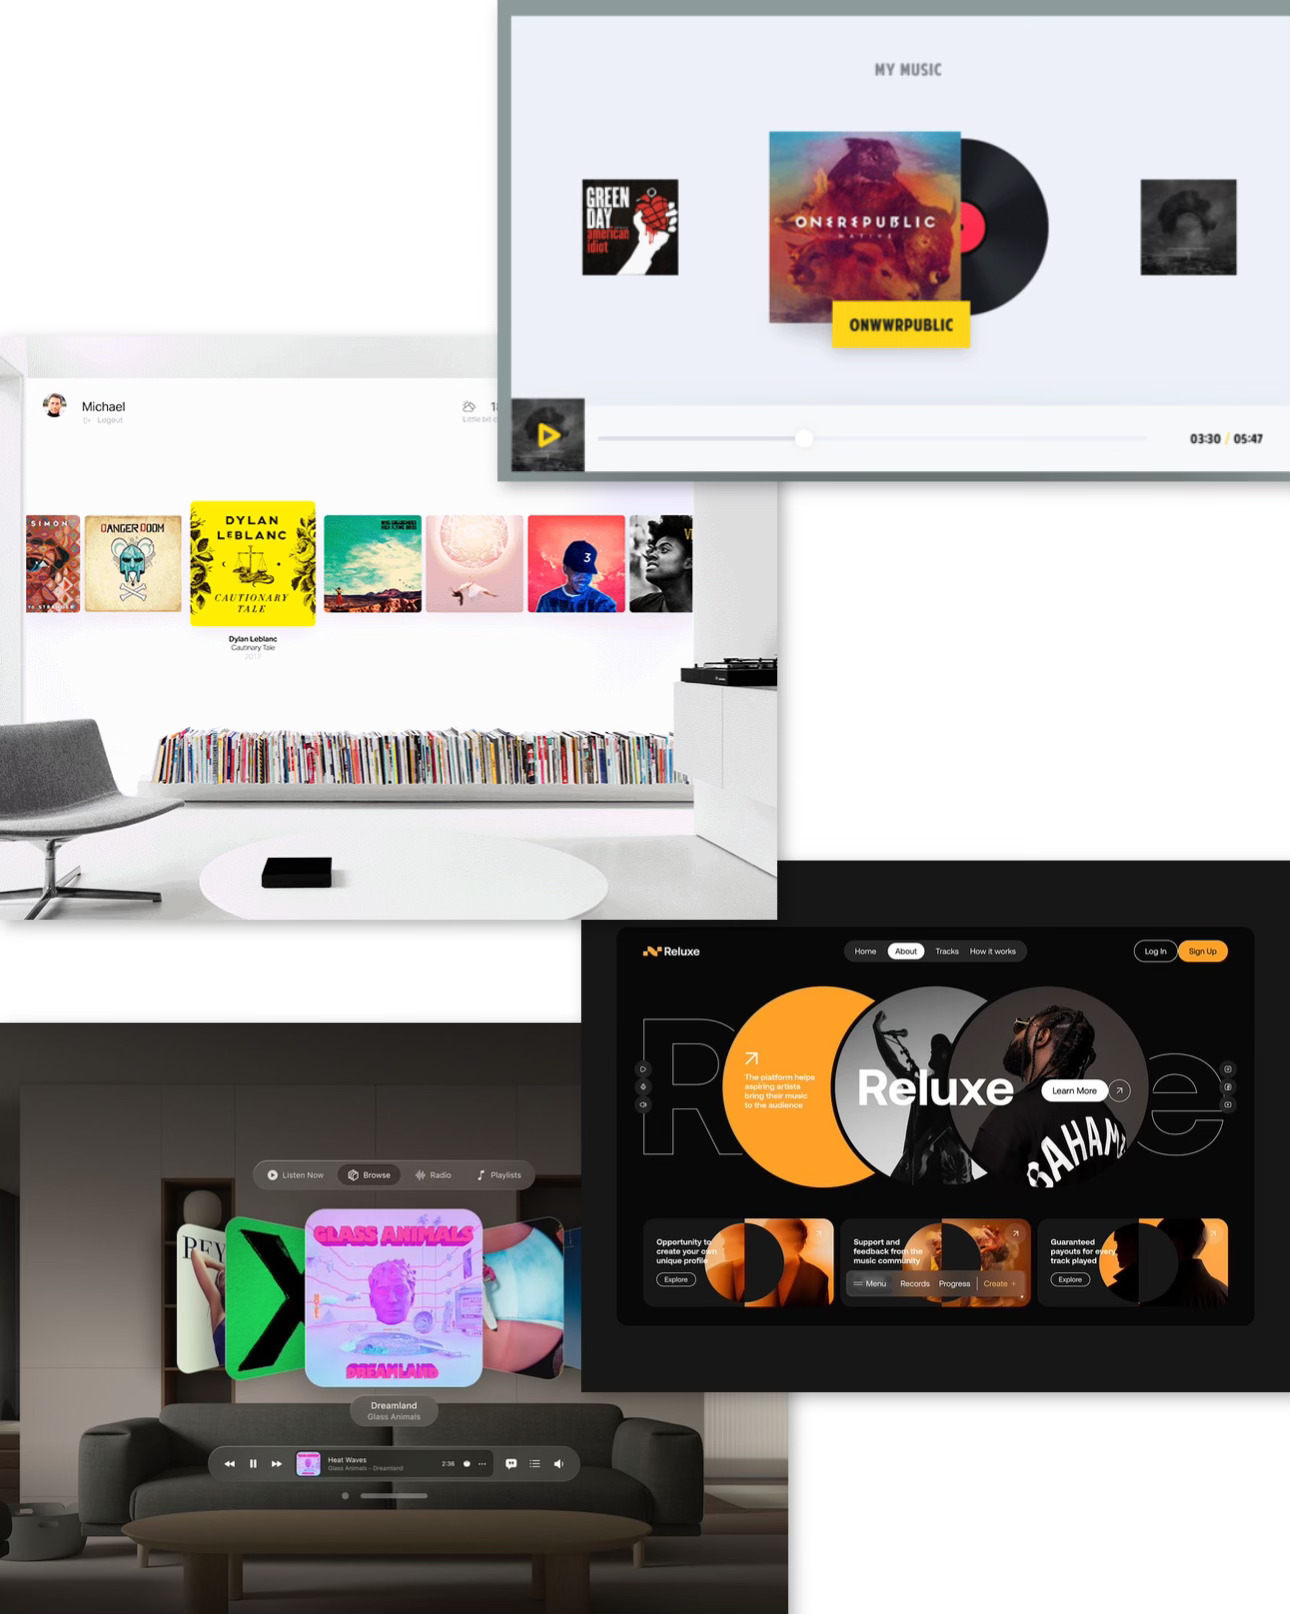 MY MUSIC
GREEN
DAY
american
idiot
ONEREPUBLIC
NATIVE
ONWWRPUBLIC
03:30 / 05:47
Michael
Logout
Little bit
SIMON
DANGER DOOM
DYLAN
LEBLANC
CAUTIONARY
TALE
3
Dylan Leblanc
Cautinary Tale
2017
Reluxe
Home
About
Tracks
How it works
Log In
Sign Up
R
e
The platform helps
aspiring artists
bring their music
to the audience
Reluxe
Learn More
BAHAMA
Opportunity to
create your own
unique profile
Explore
Support and
feedback from the
music community
Menu
Records
Progress
Create +
Guaranteed
payouts for every
track played
Explore
Listen Now
Browse
Radio
Playlists
GLASS ANIMALS
DREAMLAND
Dreamland
Glass Animals
Heat Waves
Glass Animals - Dreamland
2:36